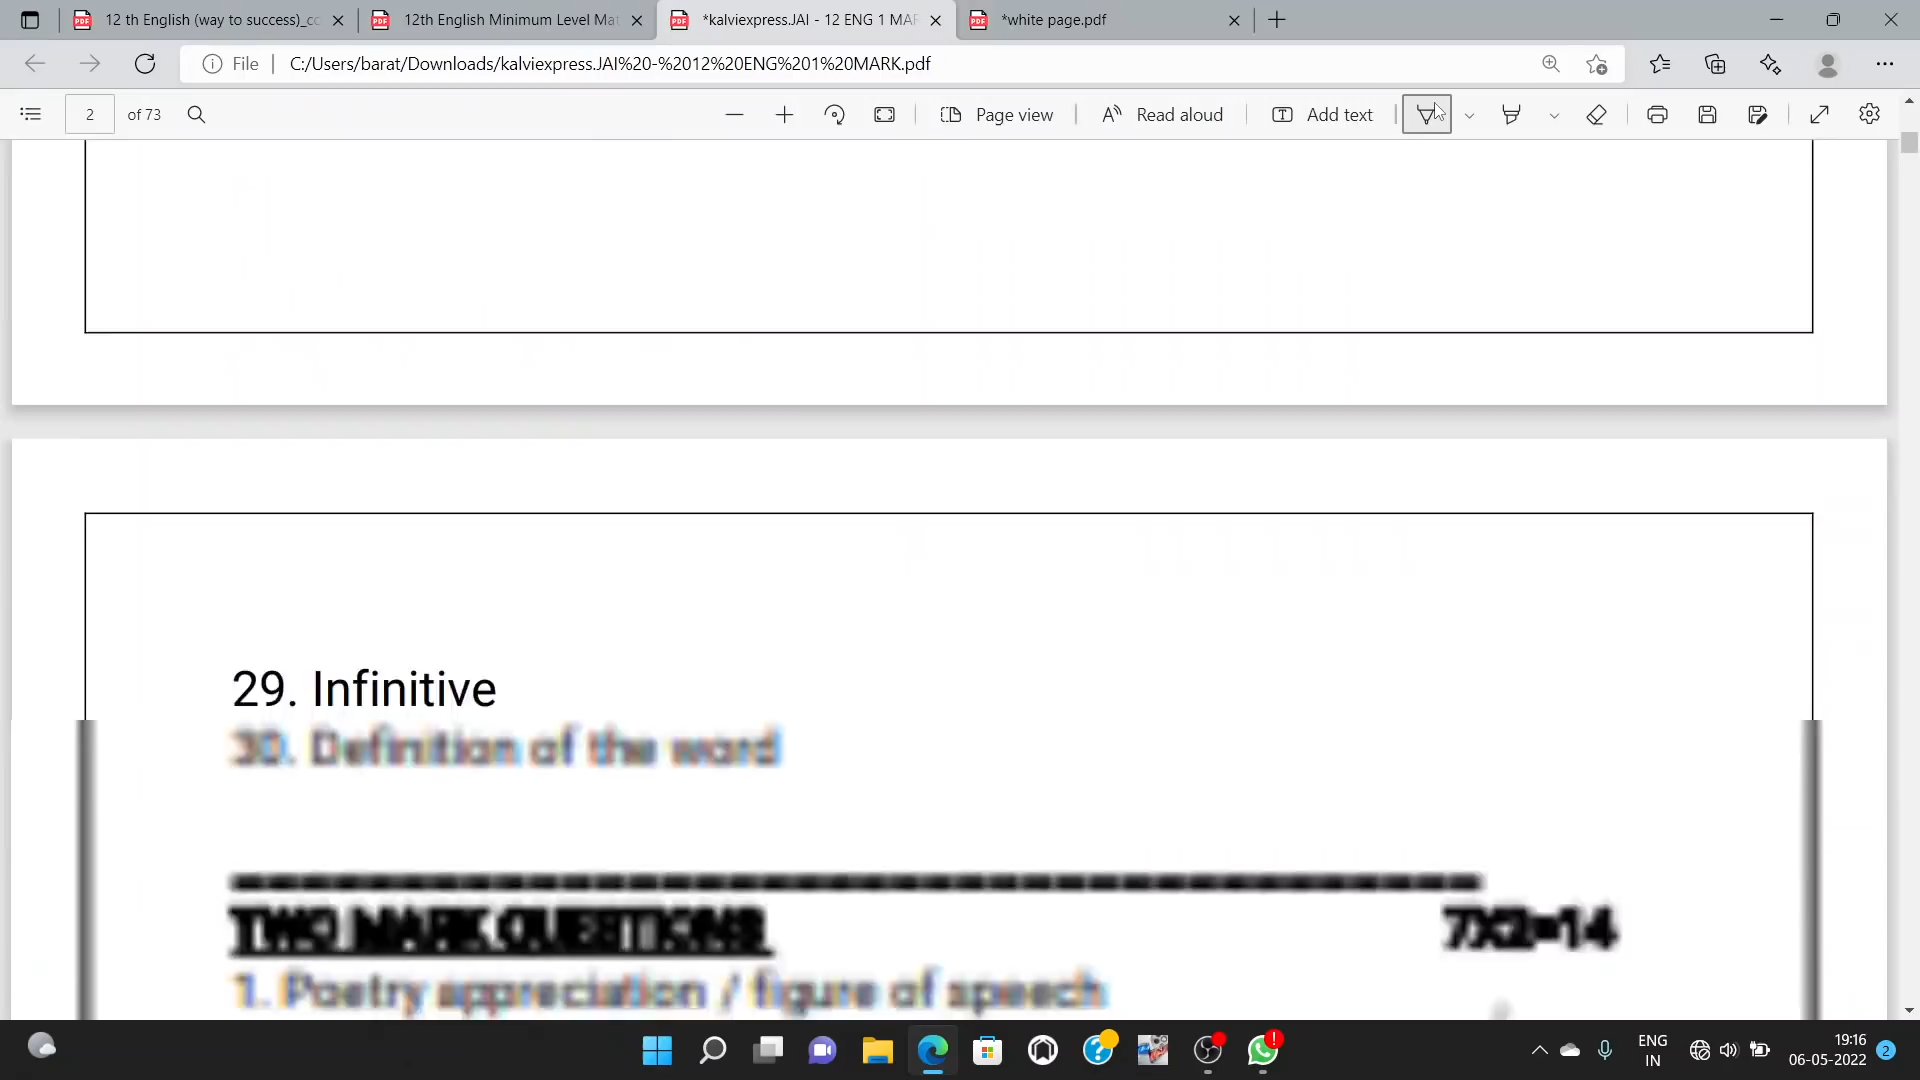 12 th English (way to success)_co
12th English Minimum Level Mat
*kalviexpress.JAI - 12 ENG 1 MAR
*white page.pdf
File
C:/Users/barat/Downloads/kalviexpress.JAI%20-%2012%20ENG%201%20MARK.pdf
2 of 73
Page view
Read aloud
Add text
29. Infinitive
30. Definition of the word
TWO MARK QUESTIONS 7X2=14
1. Poetry appreciation / figure of speech
ENG
IN
19:16
06-05-2022
2